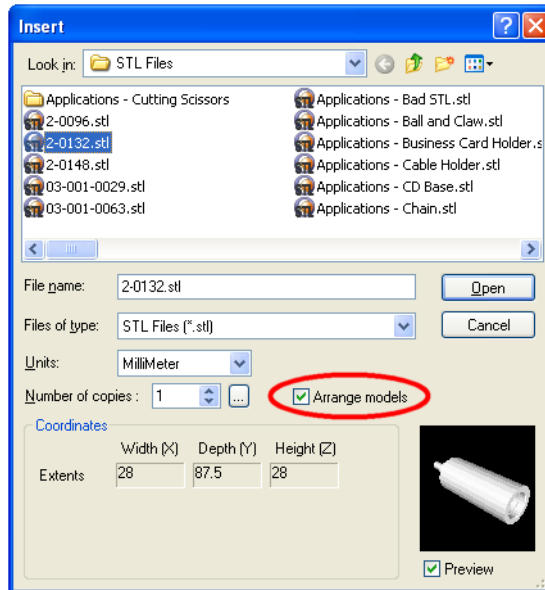 Insert
Look in: STL Files
Applications - Cutting Scissors
2-0096.stl
2-0132.stl
2-0148.stl
03-001-0029.stl
03-001-0063.stl
Applications - Bad STL.stl
Applications - Ball and Claw.stl
Applications - Business Card Holder.s
Applications - Cable Holder.stl
Applications - CD Base.stl
Applications - Chain.stl
File name: 2-0132.stl Open
Files of type: STL Files (*.stl) Cancel
Units: MilliMeter
Number of copies : 1 ... Arrange models
Coordinates
Width (X) Depth (Y) Height (Z)
Extents 28 87.5 28
Preview